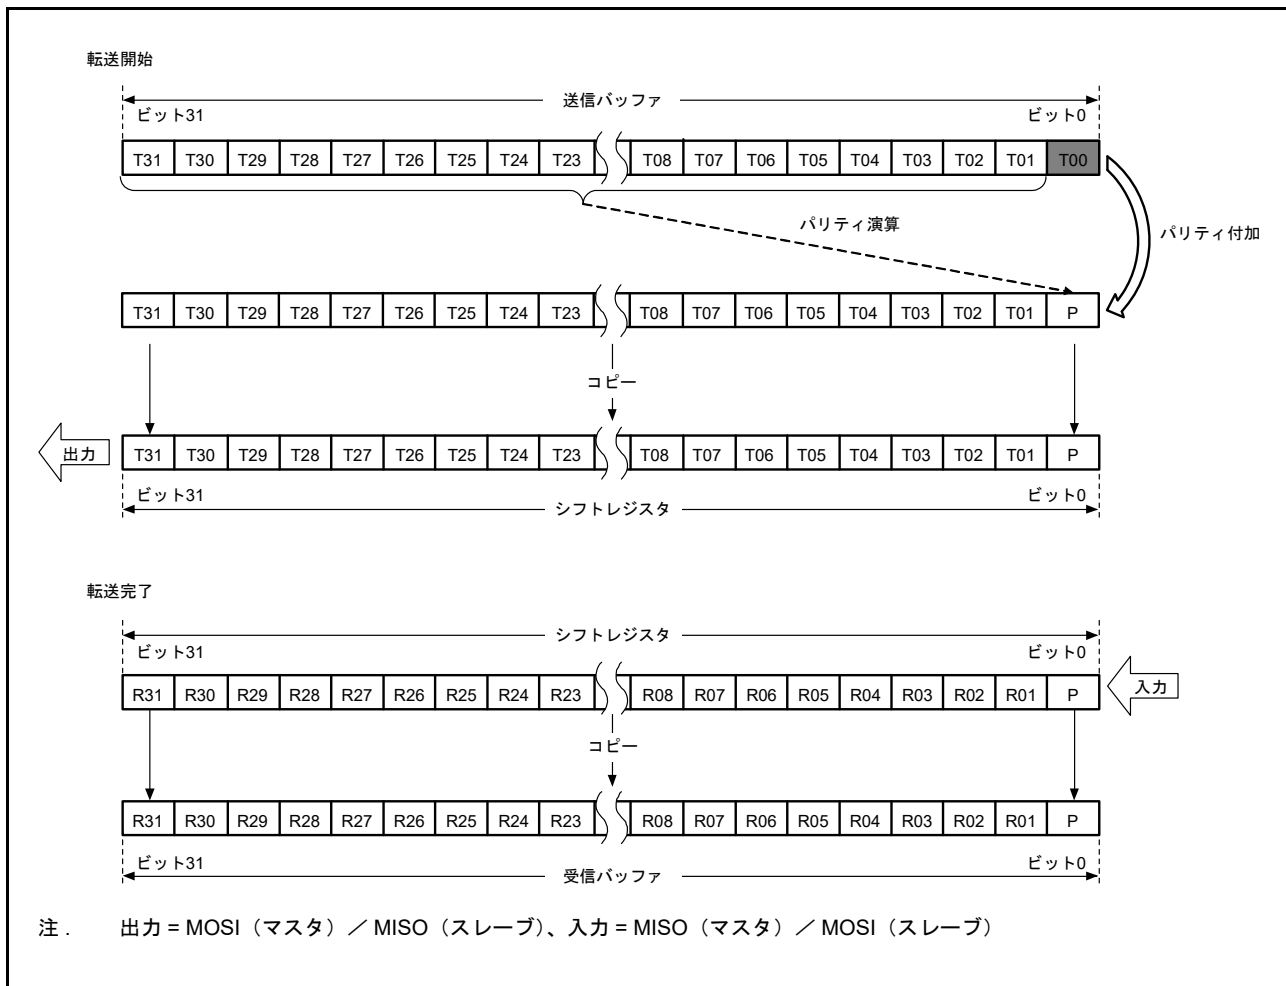 転送開始
送信バッファ
ビット31 ビット0
T31 T30 T29 T28 T27 T26 T25 T24 T23 T08 T07 T06 T05 T04 T03 T02 T01 T00
パリティ演算
パリティ付加
T31 T30 T29 T28 T27 T26 T25 T24 T23 T08 T07 T06 T05 T04 T03 T02 T01 P
コピー
出力
T31 T30 T29 T28 T27 T26 T25 T24 T23 T08 T07 T06 T05 T04 T03 T02 T01 P
ビット31 ビット0
シフトレジスタ
転送完了
シフトレジスタ
ビット31 ビット0
R31 R30 R29 R28 R27 R26 R25 R24 R23 R08 R07 R06 R05 R04 R03 R02 R01 P
入力
コピー
R31 R30 R29 R28 R27 R26 R25 R24 R23 R08 R07 R06 R05 R04 R03 R02 R01 P
ビット31 ビット0
受信バッファ
注. 出力 = MOSI（マスタ）／ MISO（スレーブ）、入力 = MISO（マスタ）／ MOSI（スレーブ）